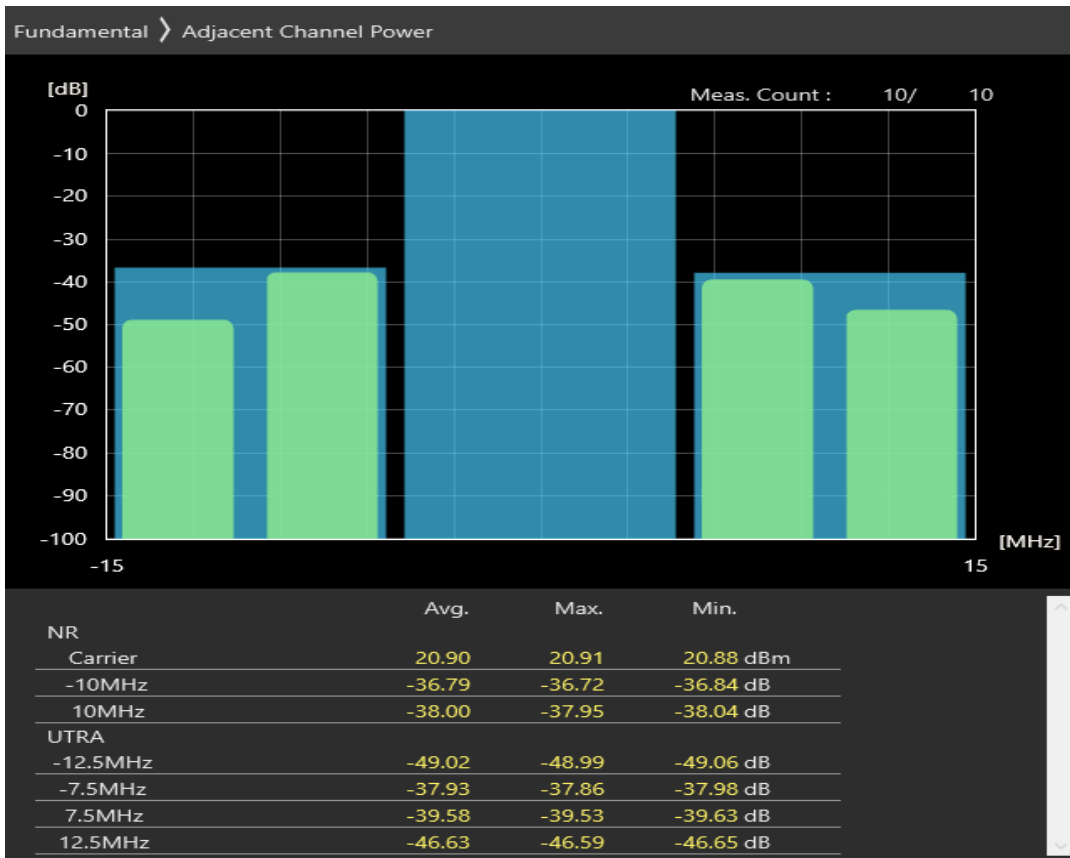 Fundamental ❯ Adjacent Channel Power
[dB]
Meas. Count : 10/ 10
0
-10
-20
-30
-40
-50
-60
-70
-80
-90
-100
[MHz]
-15 15
Avg. Max. Min.
NR
Carrier 20.90 20.91 20.88 dBm
-10MHz -36.79 -36.72 -36.84 dB
10MHz -38.00 -37.95 -38.04 dB
UTRA
-12.5MHz -49.02 -48.99 -49.06 dB
-7.5MHz -37.93 -37.86 -37.98 dB
7.5MHz -39.58 -39.53 -39.63 dB
12.5MHz -46.63 -46.59 -46.65 dB